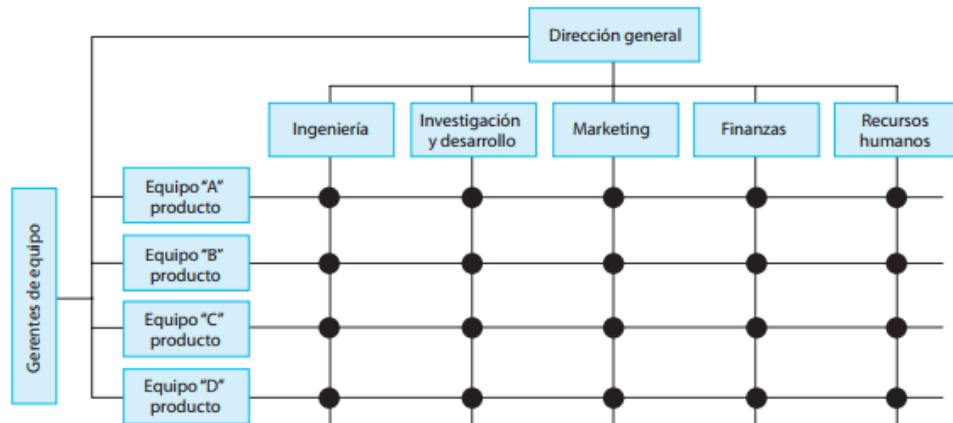 Dirección general
Ingeniería
Investigación
y desarrollo
Marketing
Finanzas
Recursos
humanos
Gerentes de equipo
Equipo “A”
producto
Equipo “B”
producto
Equipo “C”
producto
Equipo “D”
producto